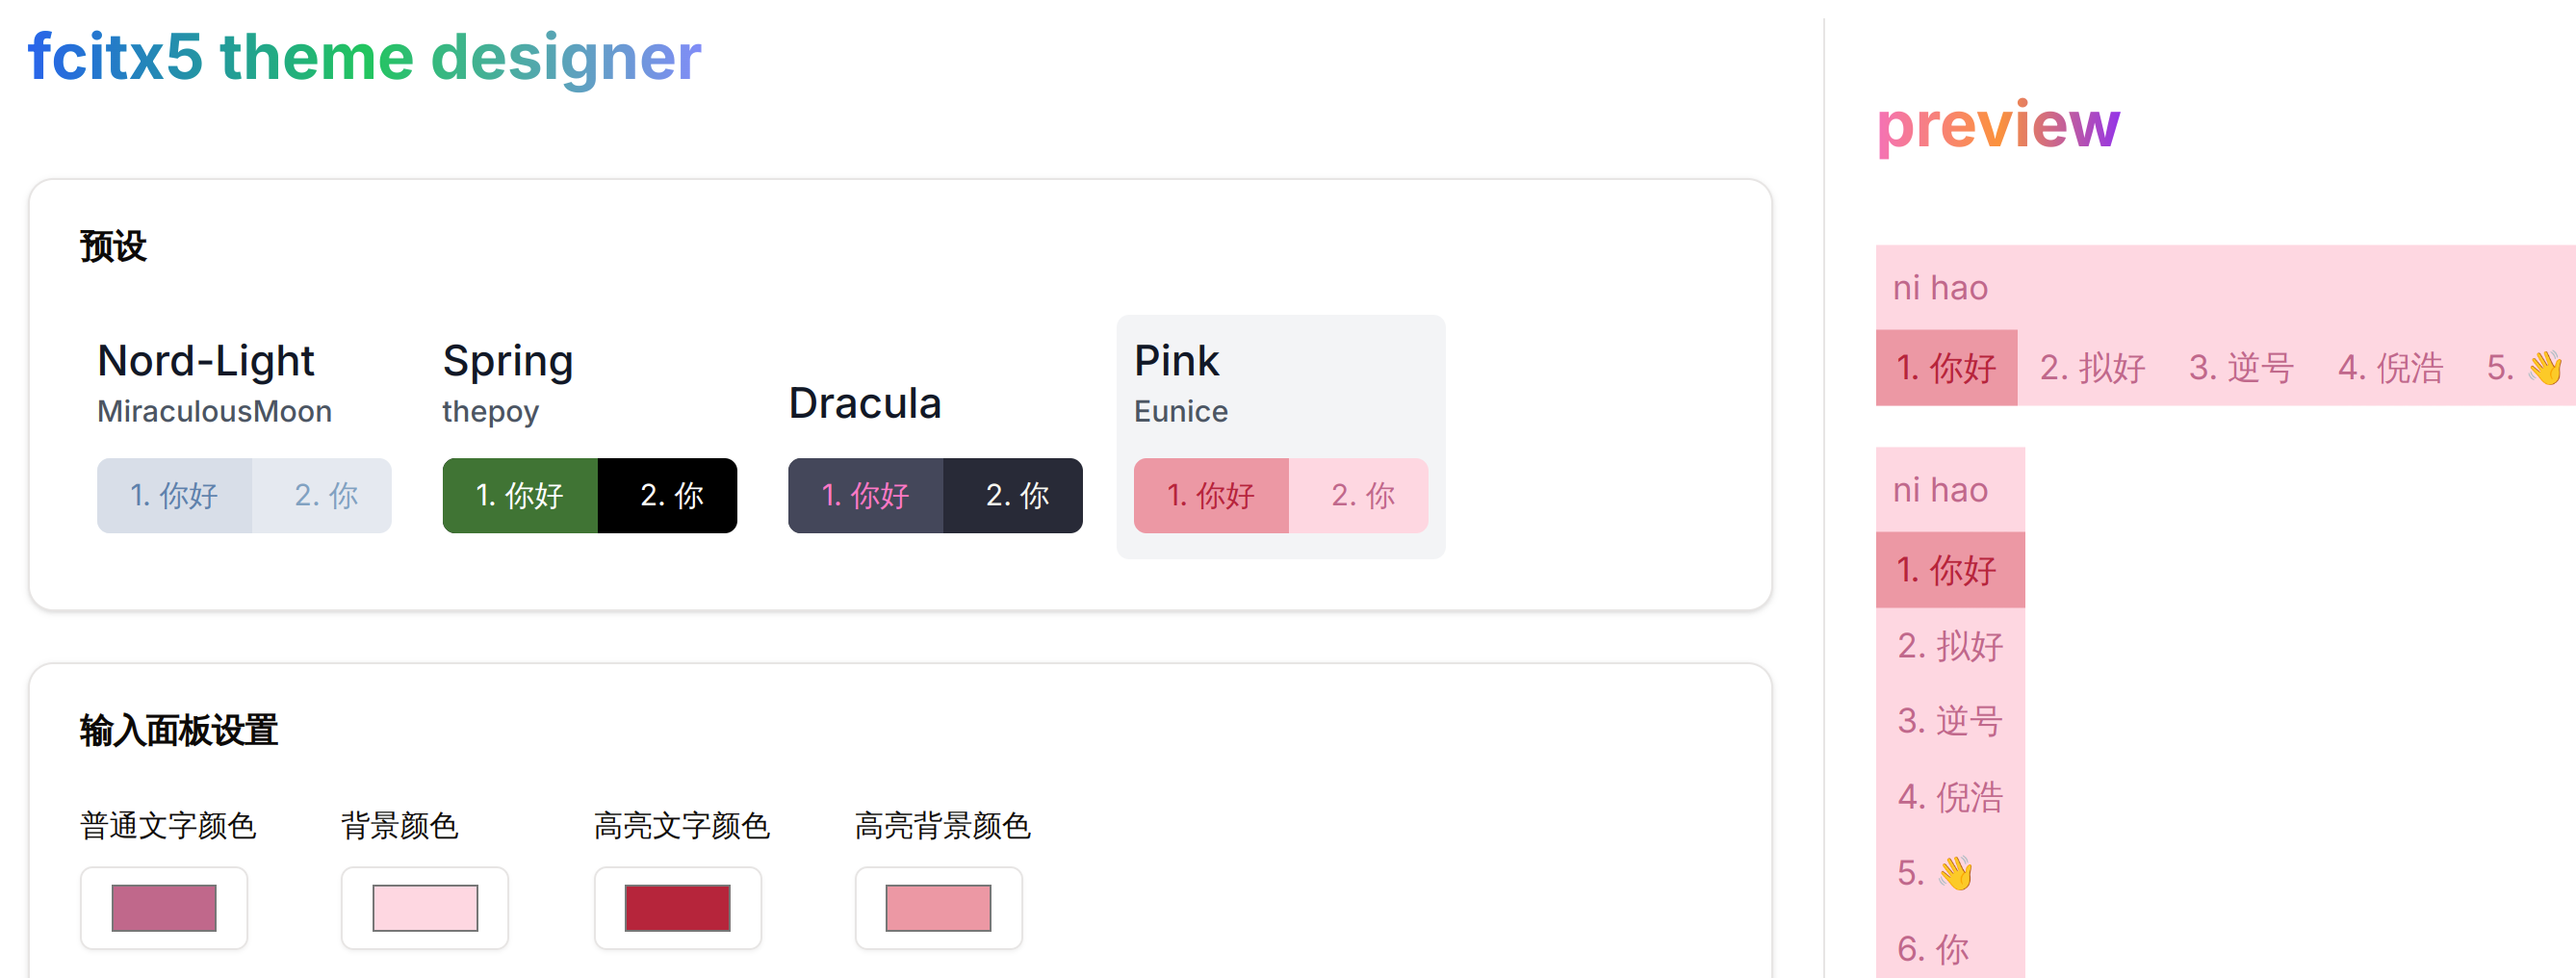 fcitx5 theme designer
预设
Nord-Light
MiraculousMoon
1. 你好 2. 你
Spring
thepoy
1. 你好 2. 你
Dracula
1. 你好 2. 你
Pink
Eunice
1. 你好 2. 你
输入面板设置
普通文字颜色 背景颜色 高亮文字颜色 高亮背景颜色
preview
ni hao
1. 你好 2. 拟好 3. 逆号 4. 倪浩 5. 👋
ni hao
1. 你好
2. 拟好
3. 逆号
4. 倪浩
5. 👋
6. 你